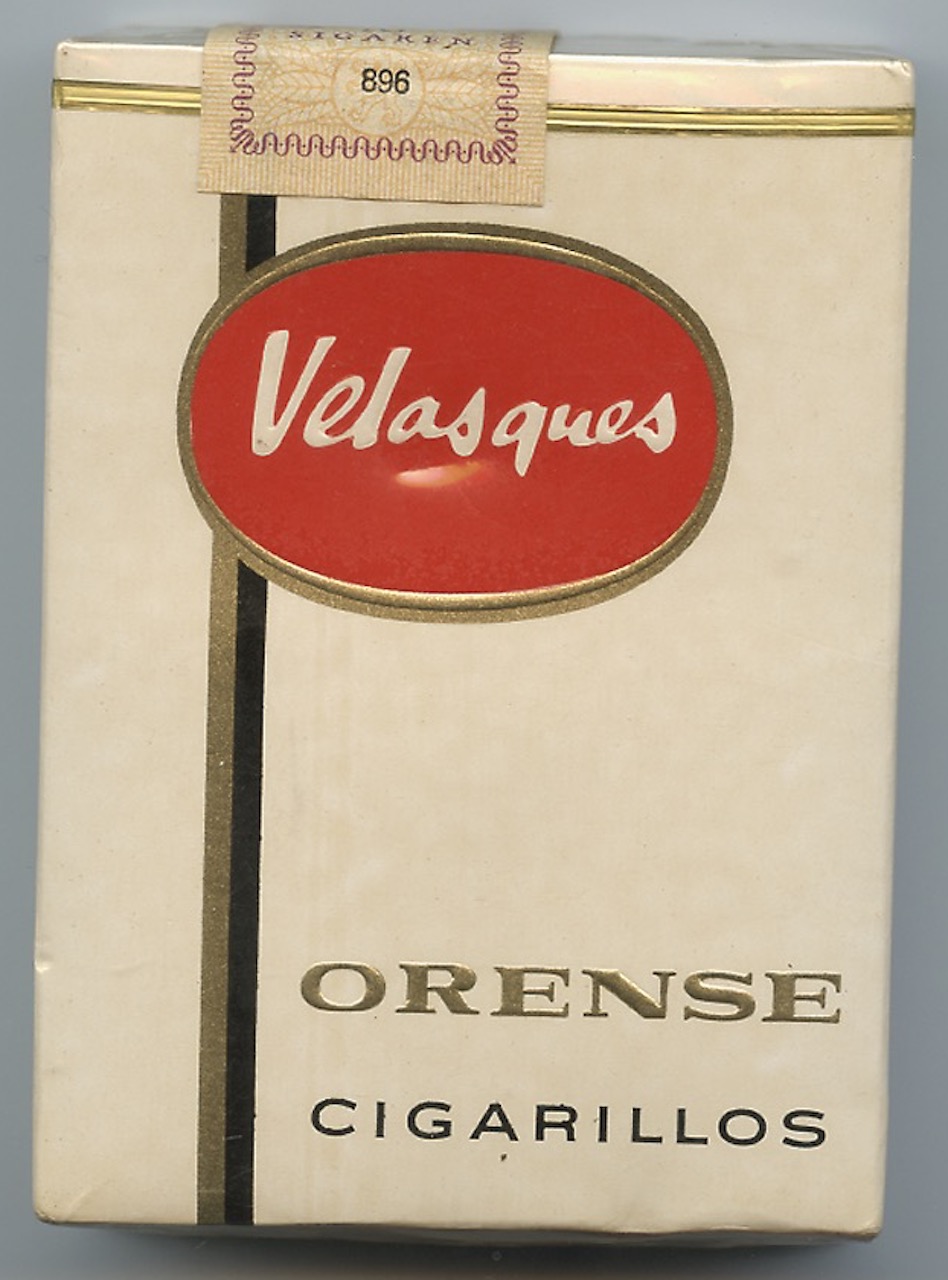 SIGAREN
896
Velasques
ORENSE
CIGARILLOS